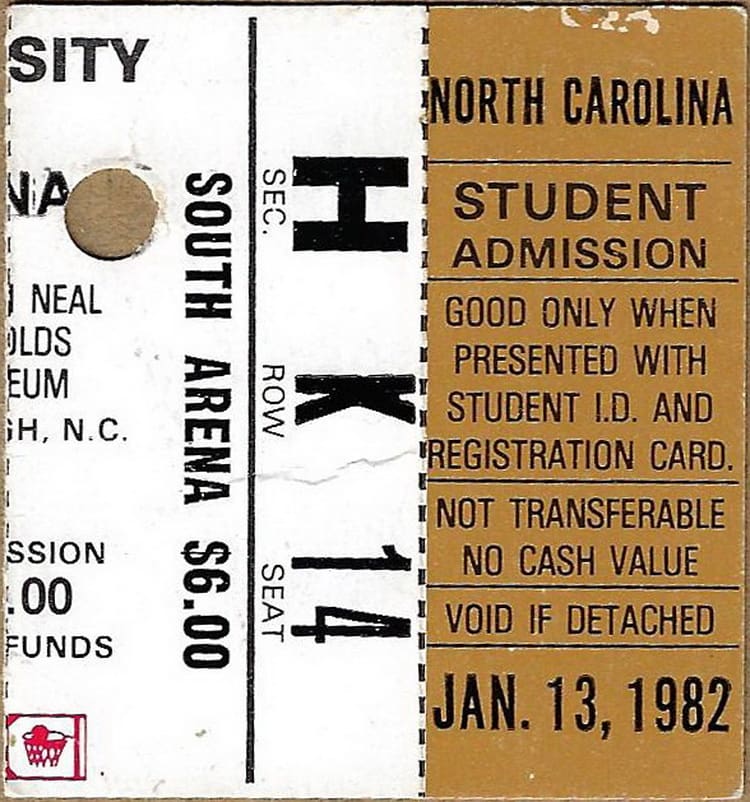 SITY
NA
NEAL
OLDS
EUM
GH, N.C.
SSION
.00
FUNDS
SOUTH ARENA $6.00
SEC. H
ROW K
SEAT 14
NORTH CAROLINA
STUDENT
ADMISSION
GOOD ONLY WHEN
PRESENTED WITH
STUDENT I.D. AND
REGISTRATION CARD.
NOT TRANSFERABLE
NO CASH VALUE
VOID IF DETACHED
JAN. 13, 1982